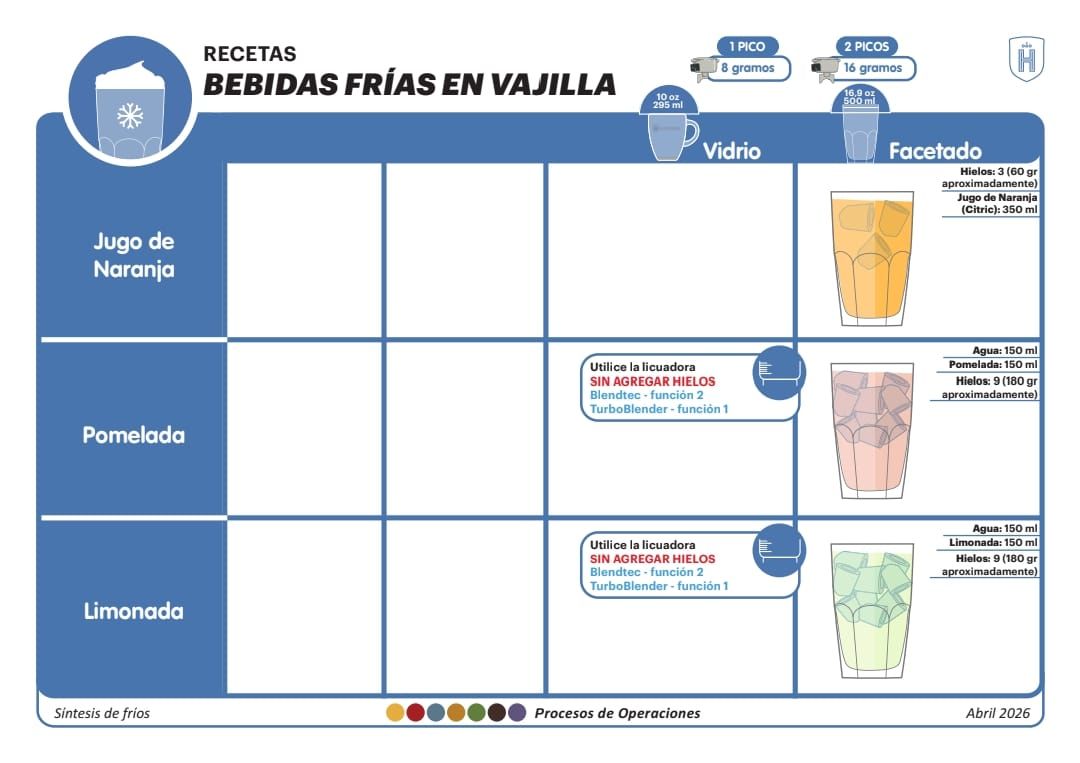 RECETAS
BEBIDAS FRÍAS EN VAJILLA
1 PICO
8 gramos
2 PICOS
16 gramos
10 oz
295 ml
Vidrio
16,9 oz
500 ml
Facetado
Jugo de
Naranja
Hielos: 3 (60 gr
aproximadamente)
Jugo de Naranja
(Citric): 350 ml
Pomelada
Utilice la licuadora
SIN AGREGAR HIELOS
Blendtec - función 2
TurboBlender - función 1
Agua: 150 ml
Pomelada: 150 ml
Hielos: 9 (180 gr
aproximadamente)
Limonada
Utilice la licuadora
SIN AGREGAR HIELOS
Blendtec - función 2
TurboBlender - función 1
Agua: 150 ml
Limonada: 150 ml
Hielos: 9 (180 gr
aproximadamente)
Síntesis de fríos
Procesos de Operaciones
Abril 2026